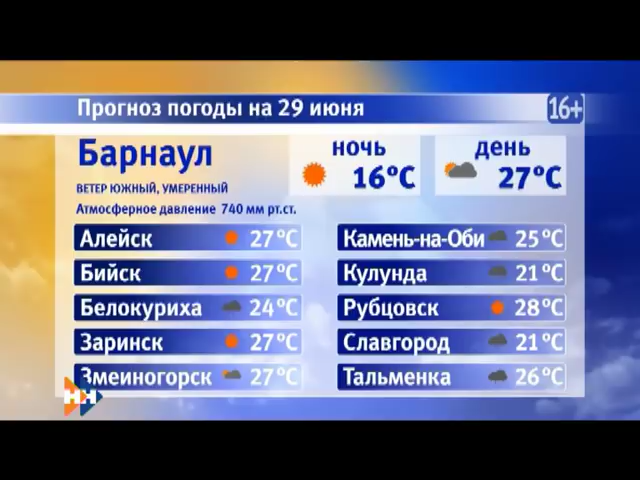 Прогноз погоды на 29 июня 16+
Барнаул
ночь
16°C
день
27°C
ВЕТЕР ЮЖНЫЙ, УМЕРЕННЫЙ
Атмосферное давление 740 мм рт.ст.
Алейск 27°C
Бийск 27°C
Белокуриха 24°C
Заринск 27°C
Змеиногорск 27°C
Камень-на-Оби 25°C
Кулунда 21°C
Рубцовск 28°C
Славгород 21°C
Тальменка 26°C
НН